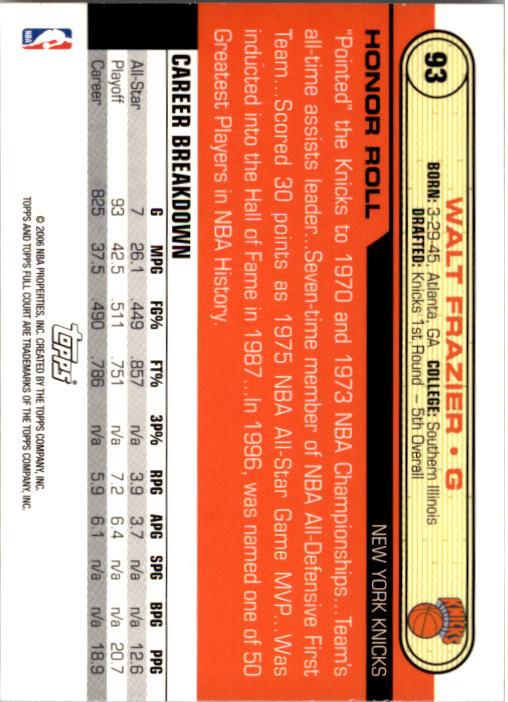 93
WALT FRAZIER • G
BORN: 3-29-45, Atlanta, GA COLLEGE: Southern Illinois
DRAFTED: Knicks 1st Round – 5th Overall
KNICKS
HONOR ROLL
NEW YORK KNICKS
"Pointed" the Knicks to 1970 and 1973 NBA Championships...Team's
all-time assists leader...Seven-time member of NBA All-Defensive First
Team...Scored 30 points as 1975 NBA All-Star Game MVP...Was
inducted into the Hall of Fame in 1987...In 1996, was named one of 50
Greatest Players in NBA History.
CAREER BREAKDOWN
G MPG FG% FT% 3P% RPG APG SPG BPG PPG
All-Star 7 26.1 .449 .857 n/a 3.9 3.7 n/a n/a 12.6
Playoff 93 42.5 .511 .751 n/a 7.2 6.4 n/a n/a 20.7
Career 825 37.5 .490 .786 n/a 5.9 6.1 n/a n/a 18.9
Topps®
NBA
© 2006 NBA PROPERTIES, INC. CREATED BY THE TOPPS COMPANY, INC.
TOPPS AND TOPPS FULL COURT ARE TRADEMARKS OF THE TOPPS COMPANY, INC.